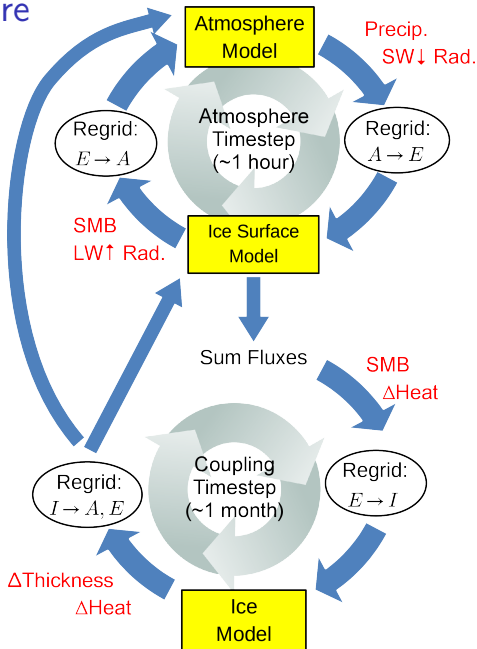 re
Atmosphere
Model
Precip.
SW↓ Rad.
Atmosphere
Timestep
(~1 hour)
Regrid:
E → A
Regrid:
A → E
SMB
LW↑ Rad.
Ice Surface
Model
Sum Fluxes
SMB
ΔHeat
Coupling
Timestep
(~1 month)
Regrid:
I → A, E
Regrid:
E → I
ΔThickness
ΔHeat
Ice
Model